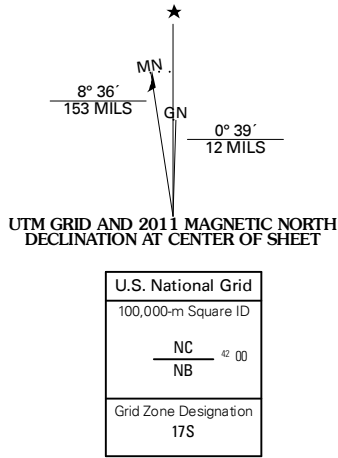 ★
MN
8° 36´
153 MILS
GN
0° 39´
12 MILS
UTM GRID AND 2011 MAGNETIC NORTH
DECLINATION AT CENTER OF SHEET
U.S. National Grid
100,000-m Square ID
NC
42 00
NB
Grid Zone Designation
17S